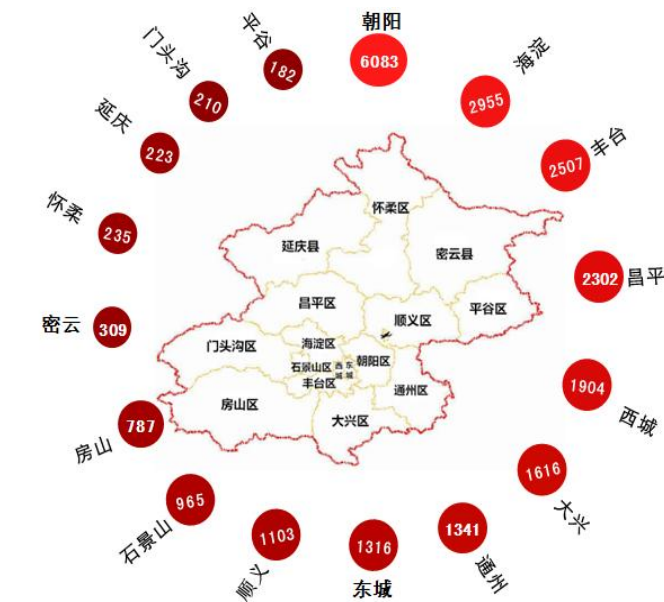 朝阳
6083
海淀
2955
丰台
2507
昌平
2302
西城
1904
大兴
1616
通州
1341
东城
1316
顺义
1103
石景山
965
房山
787
密云
309
怀柔
235
延庆
223
门头沟
210
平谷
182
怀柔区
延庆县
密云县
昌平区
顺义区
平谷区
门头沟区
海淀区
石景山区
西城
东城
朝阳区
丰台区
通州区
房山区
大兴区